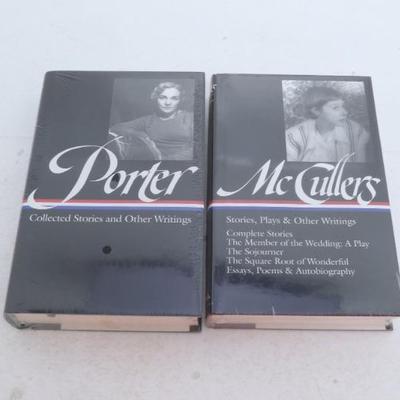 Porter
Collected Stories and Other Writings
McCullers
Stories, Plays & Other Writings
Complete Stories
The Member of the Wedding: A Play
The Sojourner
The Square Root of Wonderful
Essays, Poems & Autobiography